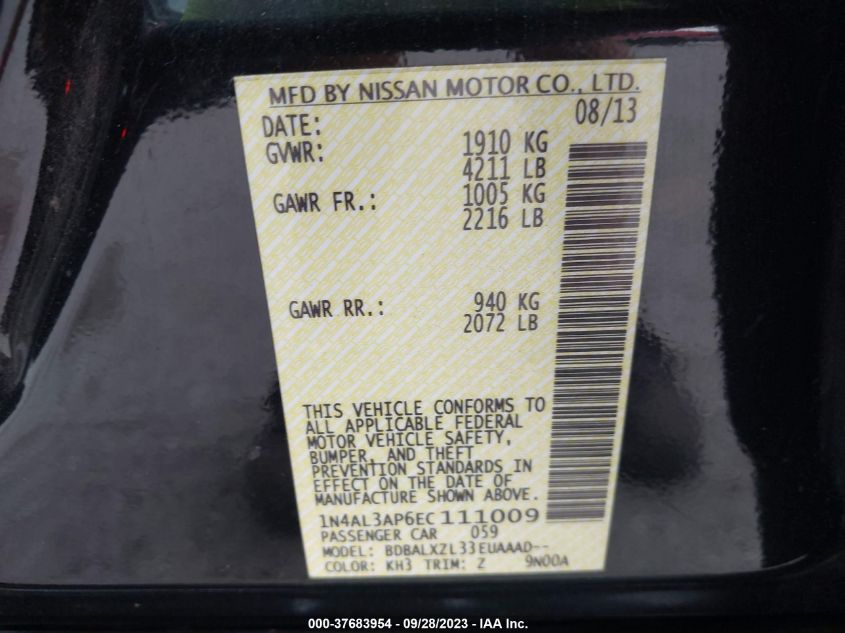 MFD BY NISSAN MOTOR CO., LTD.
DATE: 08/13
GVWR: 1910 KG
4211 LB
GAWR FR.: 1005 KG
2216 LB
GAWR RR.: 940 KG
2072 LB
THIS VEHICLE CONFORMS TO
ALL APPLICABLE FEDERAL
MOTOR VEHICLE SAFETY,
BUMPER, AND THEFT
PREVENTION STANDARDS IN
EFFECT ON THE DATE OF
MANUFACTURE SHOWN ABOVE.
1N4AL3AP6EC111009
PASSENGER CAR 059
MODEL: BDBALXZL33EUAAAD--
COLOR: KH3 TRIM: Z 9N00A
000-37683954 - 09/28/2023 - IAA Inc.